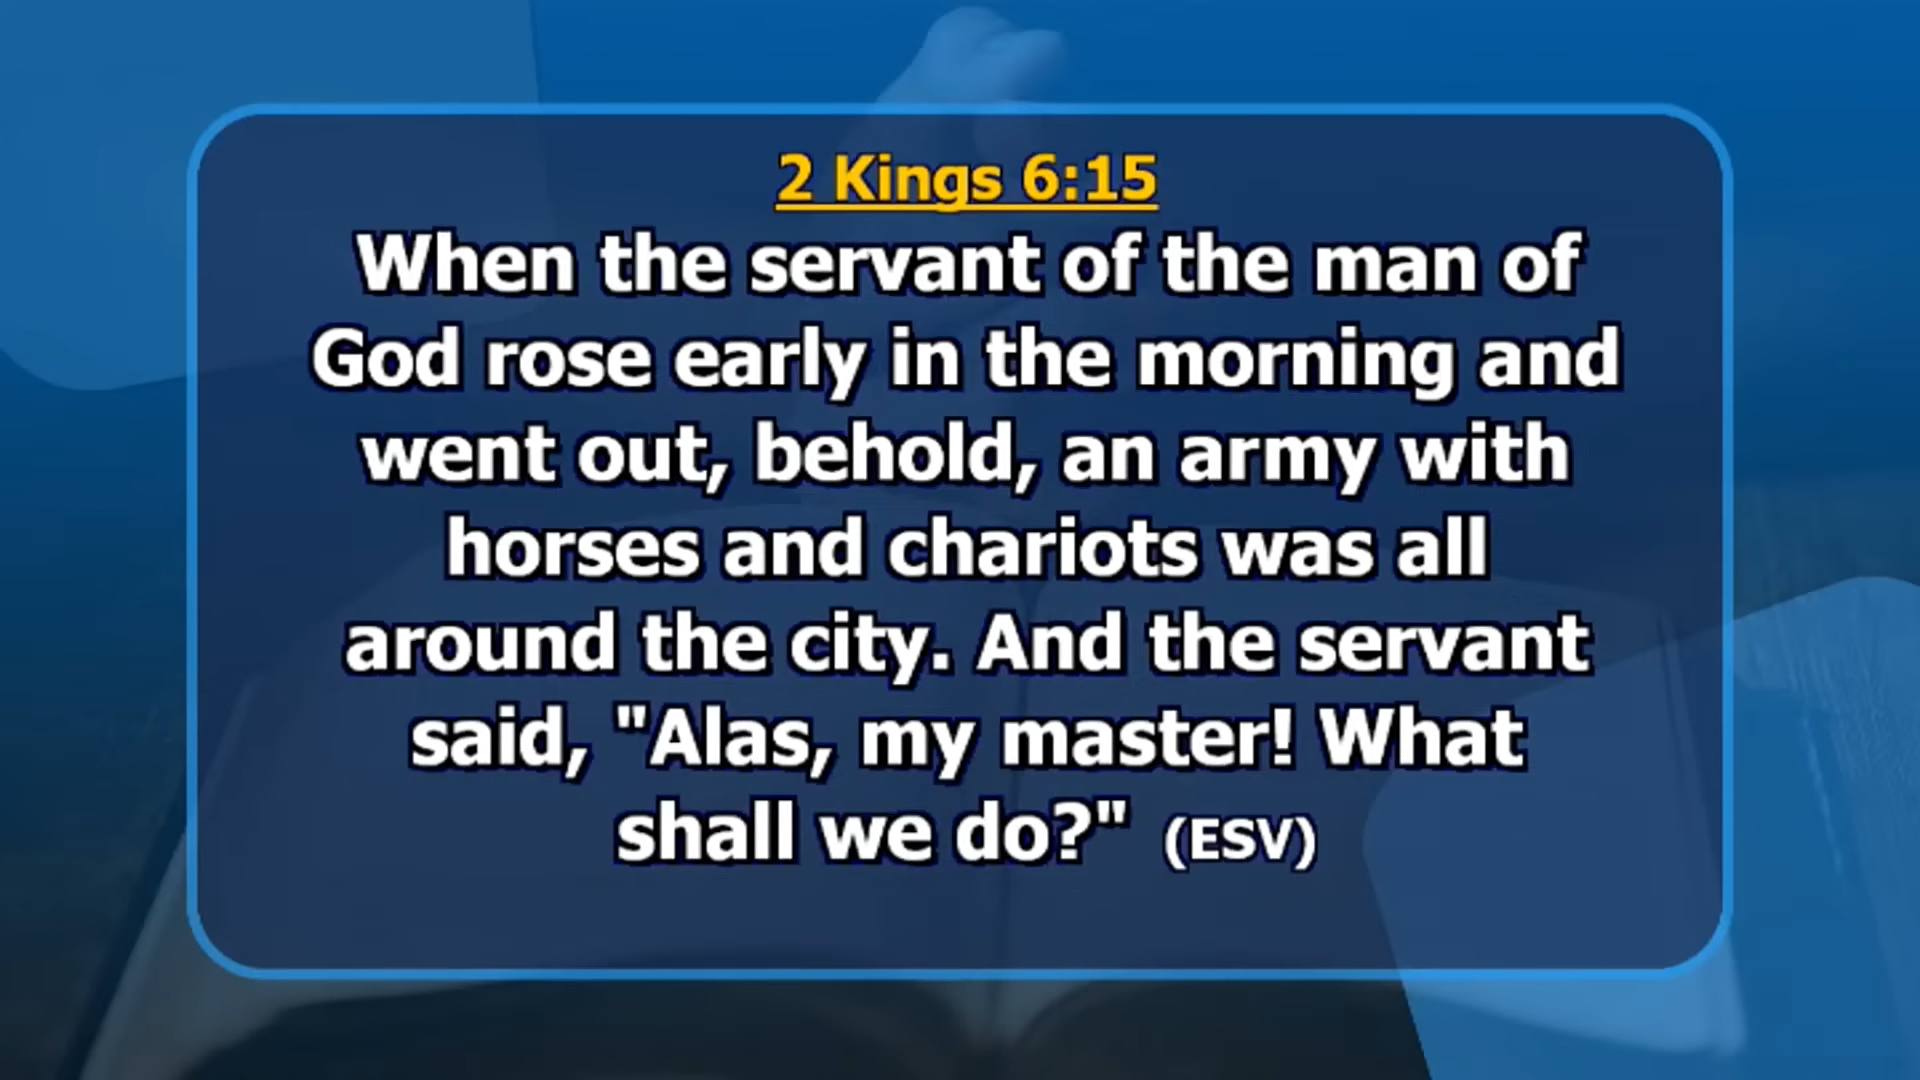 2 Kings 6:15
When the servant of the man of
God rose early in the morning and
went out, behold, an army with
horses and chariots was all
around the city. And the servant
said, "Alas, my master! What
shall we do?" (ESV)